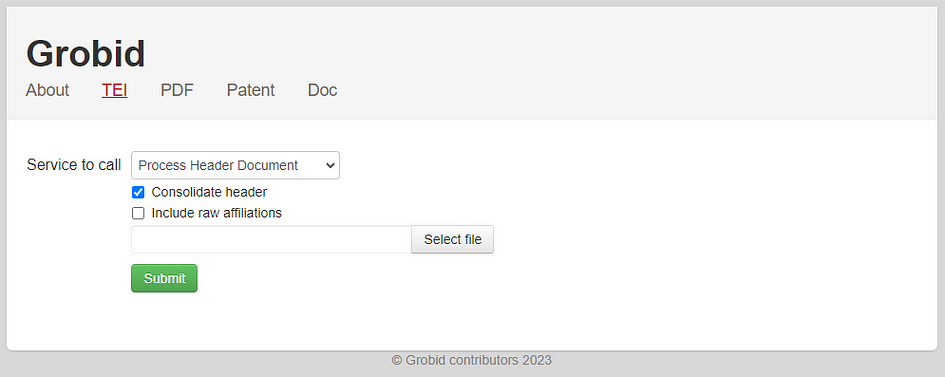 Grobid
About TEI PDF Patent Doc
Service to call Process Header Document
Consolidate header
Include raw affiliations
Select file
Submit
© Grobid contributors 2023